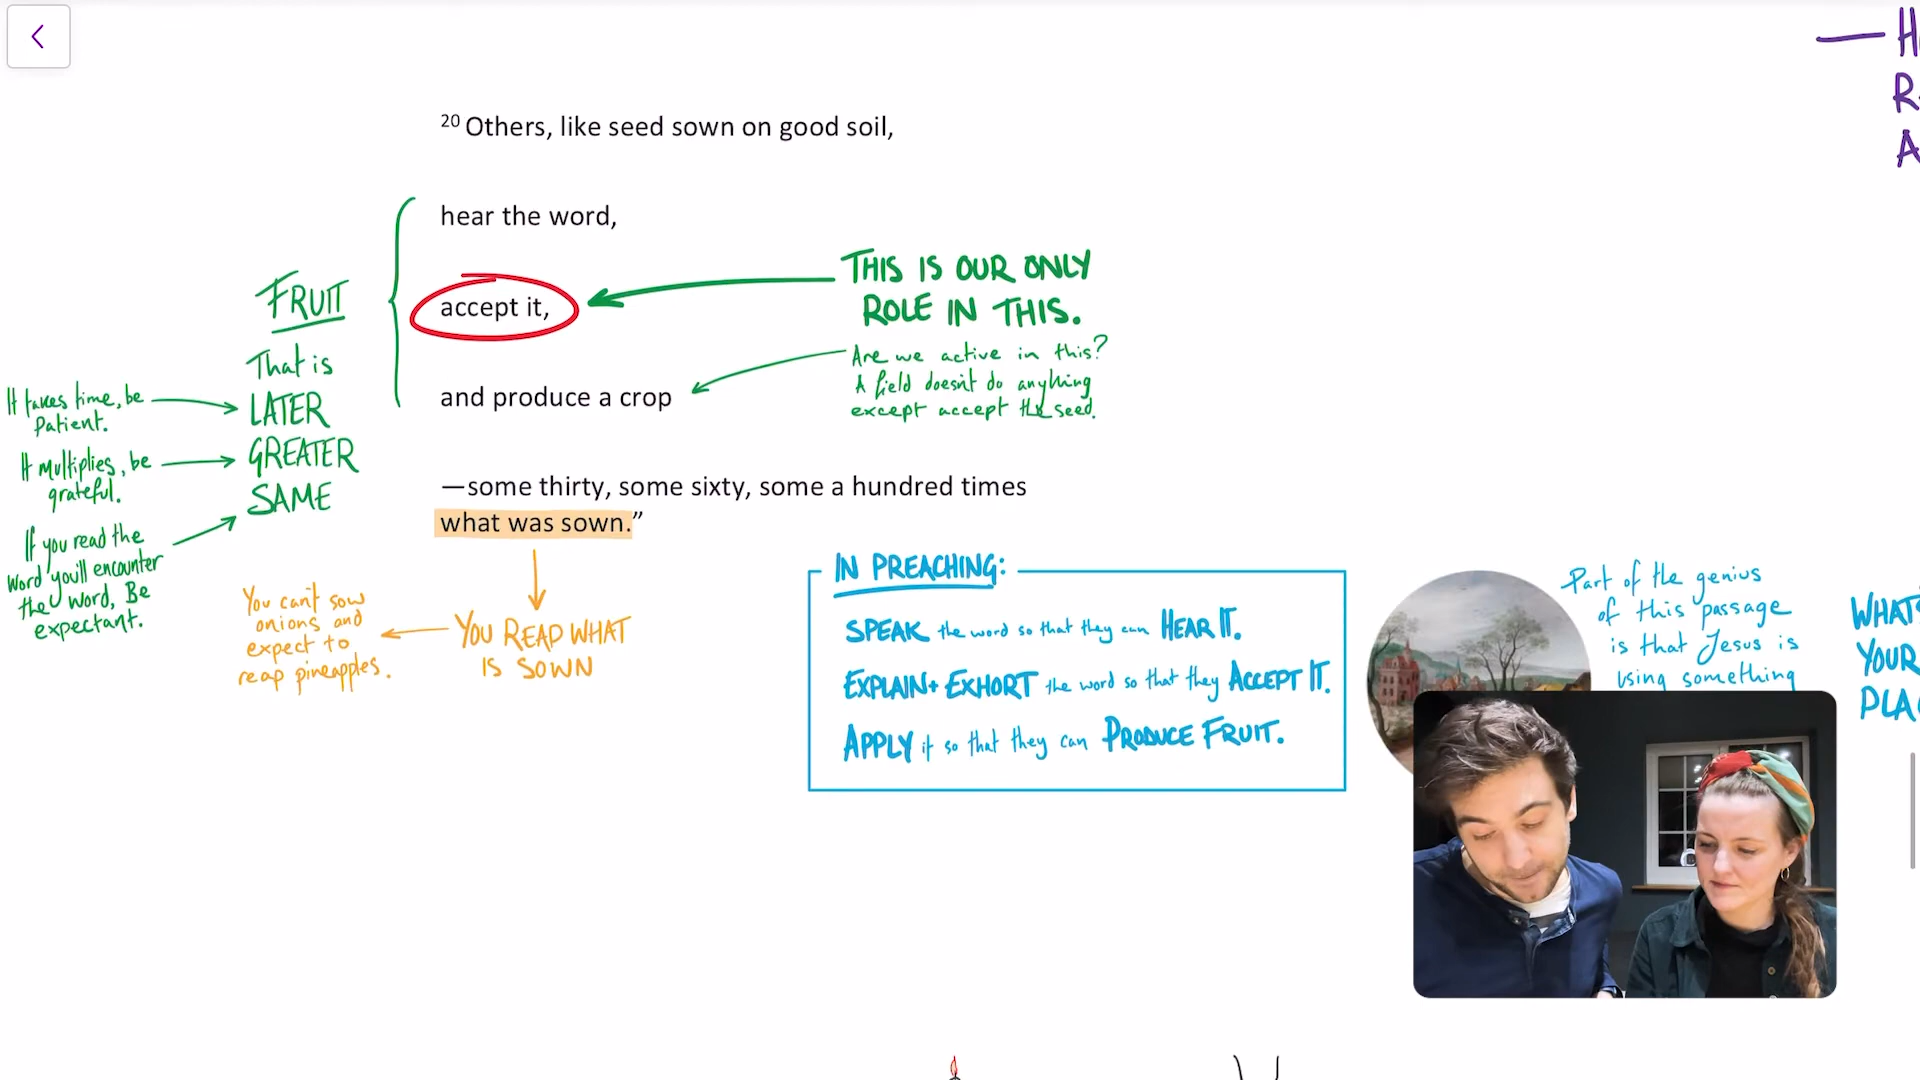 20 Others, like seed sown on good soil,
hear the word,
accept it,
and produce a crop
—some thirty, some sixty, some a hundred times
what was sown.”
FRUIT
That is
LATER
GREATER
SAME
It takes time, be
patient.
It multiplies, be
grateful.
If you read the
word you'll encounter
the word, Be
expectant.
THIS IS OUR ONLY
ROLE IN THIS.
Are we active in this?
A field doesn't do anything
except accept the seed.
YOU READ WHAT
IS SOWN
You can't sow
onions and
expect to
reap pineapples.
IN PREACHING:
SPEAK the word so that they can HEAR IT.
EXPLAIN + EXHORT the word so that they ACCEPT IT.
APPLY it so that they can PRODUCE FRUIT.
Part of the genius
of this passage
is that Jesus is
using something
WHAT
YOUR
PLA
— H
R
A